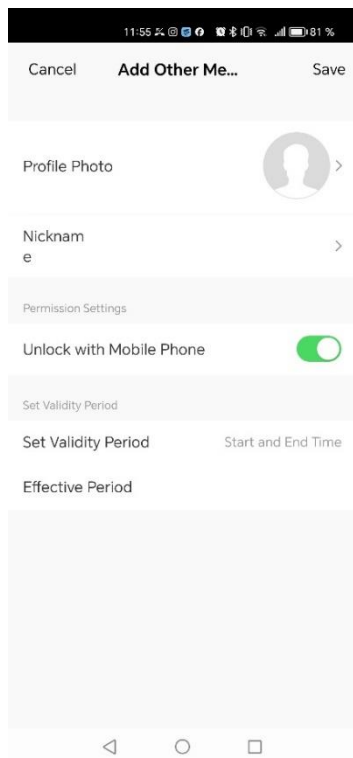 11:55 81 %
Cancel Add Other Me... Save
Profile Photo
Nicknam
e
Permission Settings
Unlock with Mobile Phone
Set Validity Period
Set Validity Period Start and End Time
Effective Period